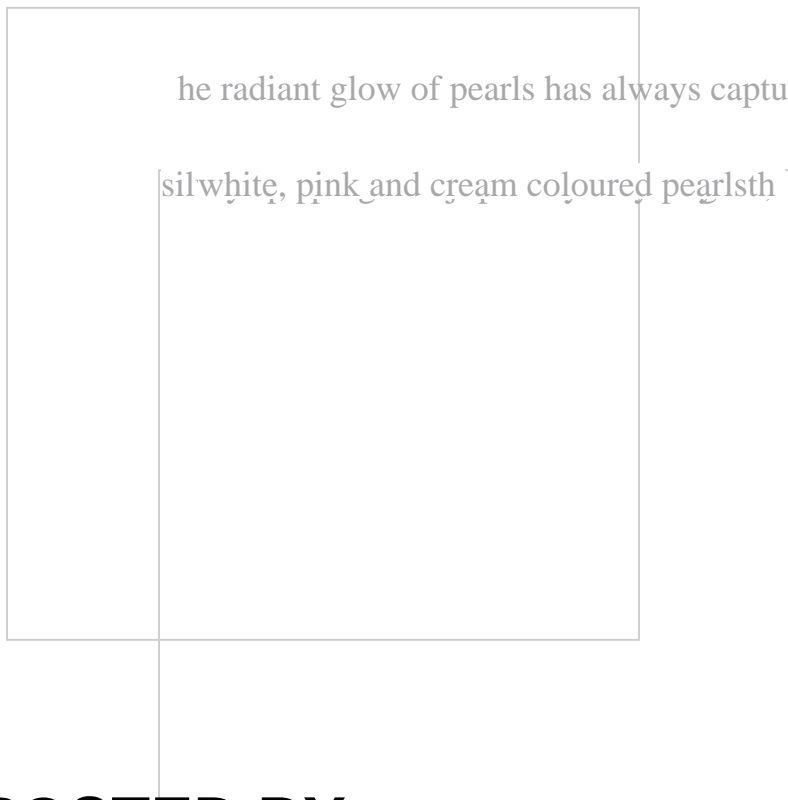 he radiant glow of pearls has always captu
silwhite, pink and cream coloured pearlsth